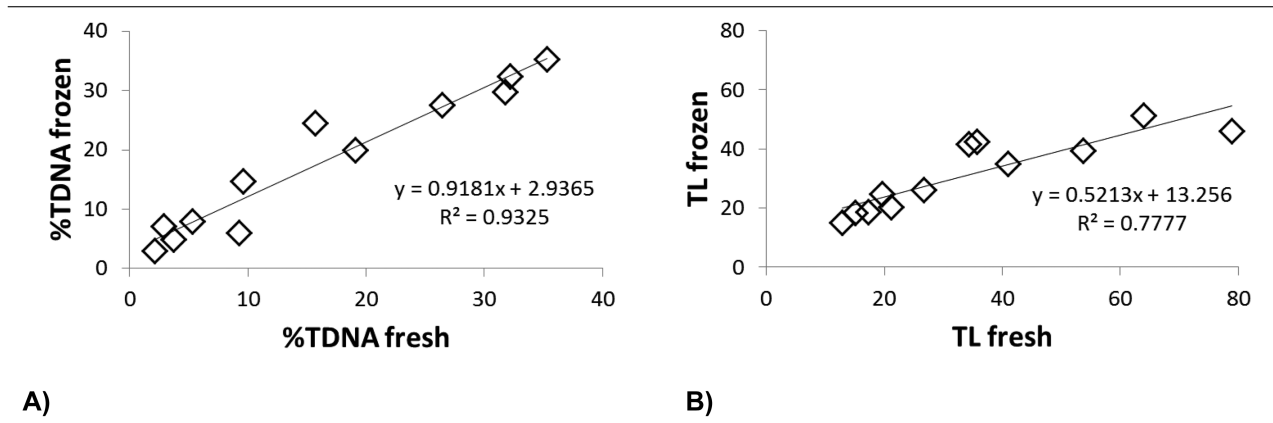 %TDNA frozen
40
30
20
10
0
y = 0.9181x + 2.9365
R² = 0.9325
0 10 20 30 40
%TDNA fresh
A)
TL frozen
80
60
40
20
0
y = 0.5213x + 13.256
R² = 0.7777
0 20 40 60 80
TL fresh
B)